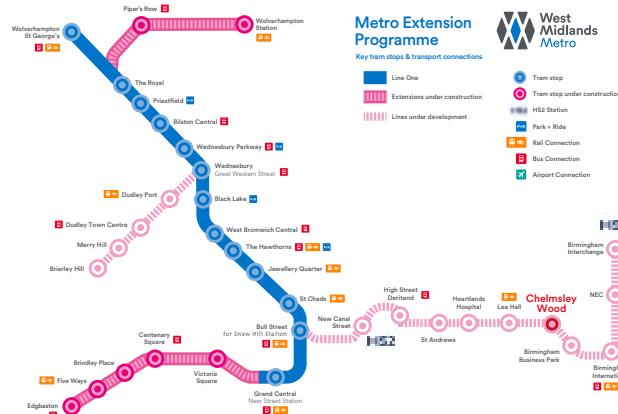 Metro Extension
Programme
Key tram stops & transport connections
West
Midlands
Metro
Line One
Extensions under construction
Lines under development
Tram stop
Tram stop under constructio
HS2 Station
Park + Ride
Rail Connection
Bus Connection
Airport Connection
Piper's Row
Wolverhampton
St George's
Wolverhampton
Station
The Royal
Priestfield
Bilston Central
Wednesbury Parkway
Wednesbury
Great Western Street
Dudley Port
Black Lake
Dudley Town Centre
Merry Hill
Brierley Hill
West Bromwich Central
The Hawthorns
Jewellery Quarter
St Chads
Bull Street
for Snow Hill Station
New Canal
Street
High Street
Deritend
St Andrews
Heartlands
Hospital
Lea Hall
Chelmsley
Wood
Birmingham
Business Park
Birmingham
Interchange
NEC
Birmingh
Internatio
Centenary
Square
Brindley Place
Five Ways
Edgbaston
Victoria
Square
Grand Central
New Street Station